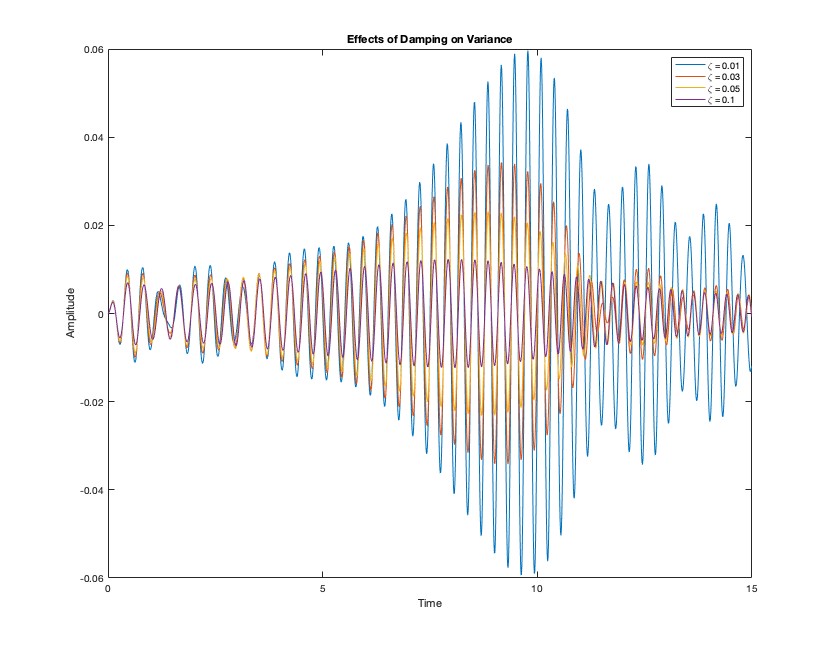 Effects of Damping on Variance
0.06
0.04
0.02
0
-0.02
-0.04
-0.06
Amplitude
0 5 10 15
Time
ζ = 0.01
ζ = 0.03
ζ = 0.05
ζ = 0.1